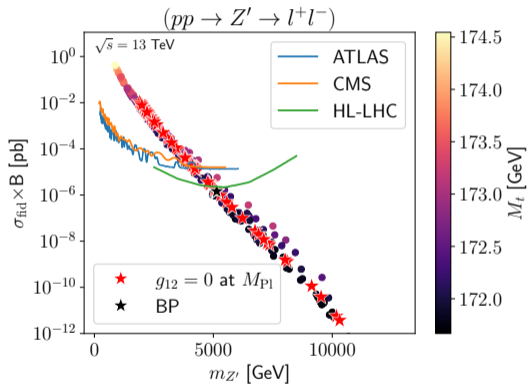 (pp → Z′ → l⁺l⁻)
√s = 13 TeV
ATLAS
CMS
HL-LHC
g₁₂ = 0 at M_Pl
BP
σ_fid×B [pb]
10⁰
10⁻²
10⁻⁴
10⁻⁶
10⁻⁸
10⁻¹⁰
10⁻¹²
0
5000
10000
m_Z′ [GeV]
174.5
174.0
173.5
173.0
172.5
172.0
M_t [GeV]